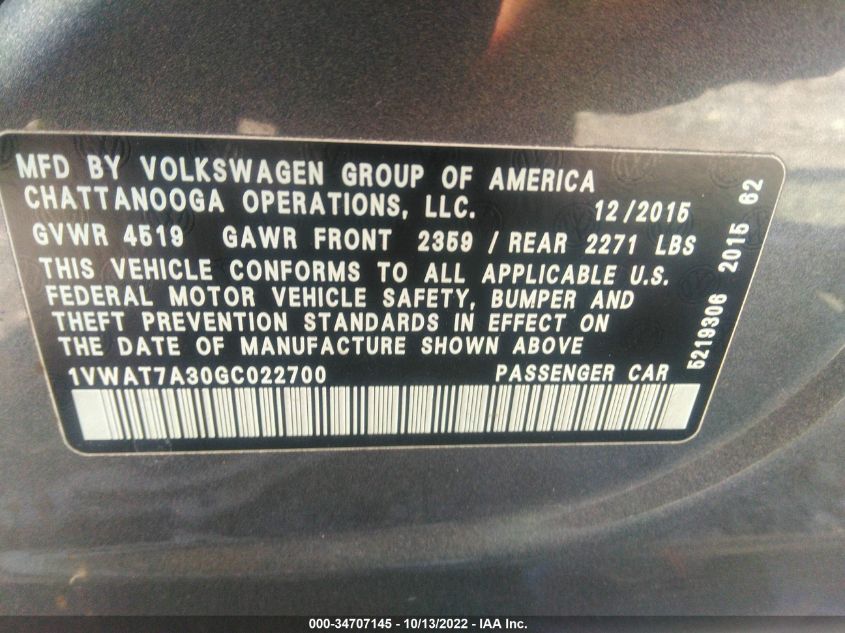 MFD BY VOLKSWAGEN GROUP OF AMERICA
CHATTANOOGA OPERATIONS, LLC. 12/2015
GVWR 4519 GAWR FRONT 2359 / REAR 2271 LBS
THIS VEHICLE CONFORMS TO ALL APPLICABLE U.S.
FEDERAL MOTOR VEHICLE SAFETY, BUMPER AND
THEFT PREVENTION STANDARDS IN EFFECT ON
THE DATE OF MANUFACTURE SHOWN ABOVE
1VWAT7A30GC022700 PASSENGER CAR
5219306 2015 62
000-34707145 - 10/13/2022 - IAA Inc.